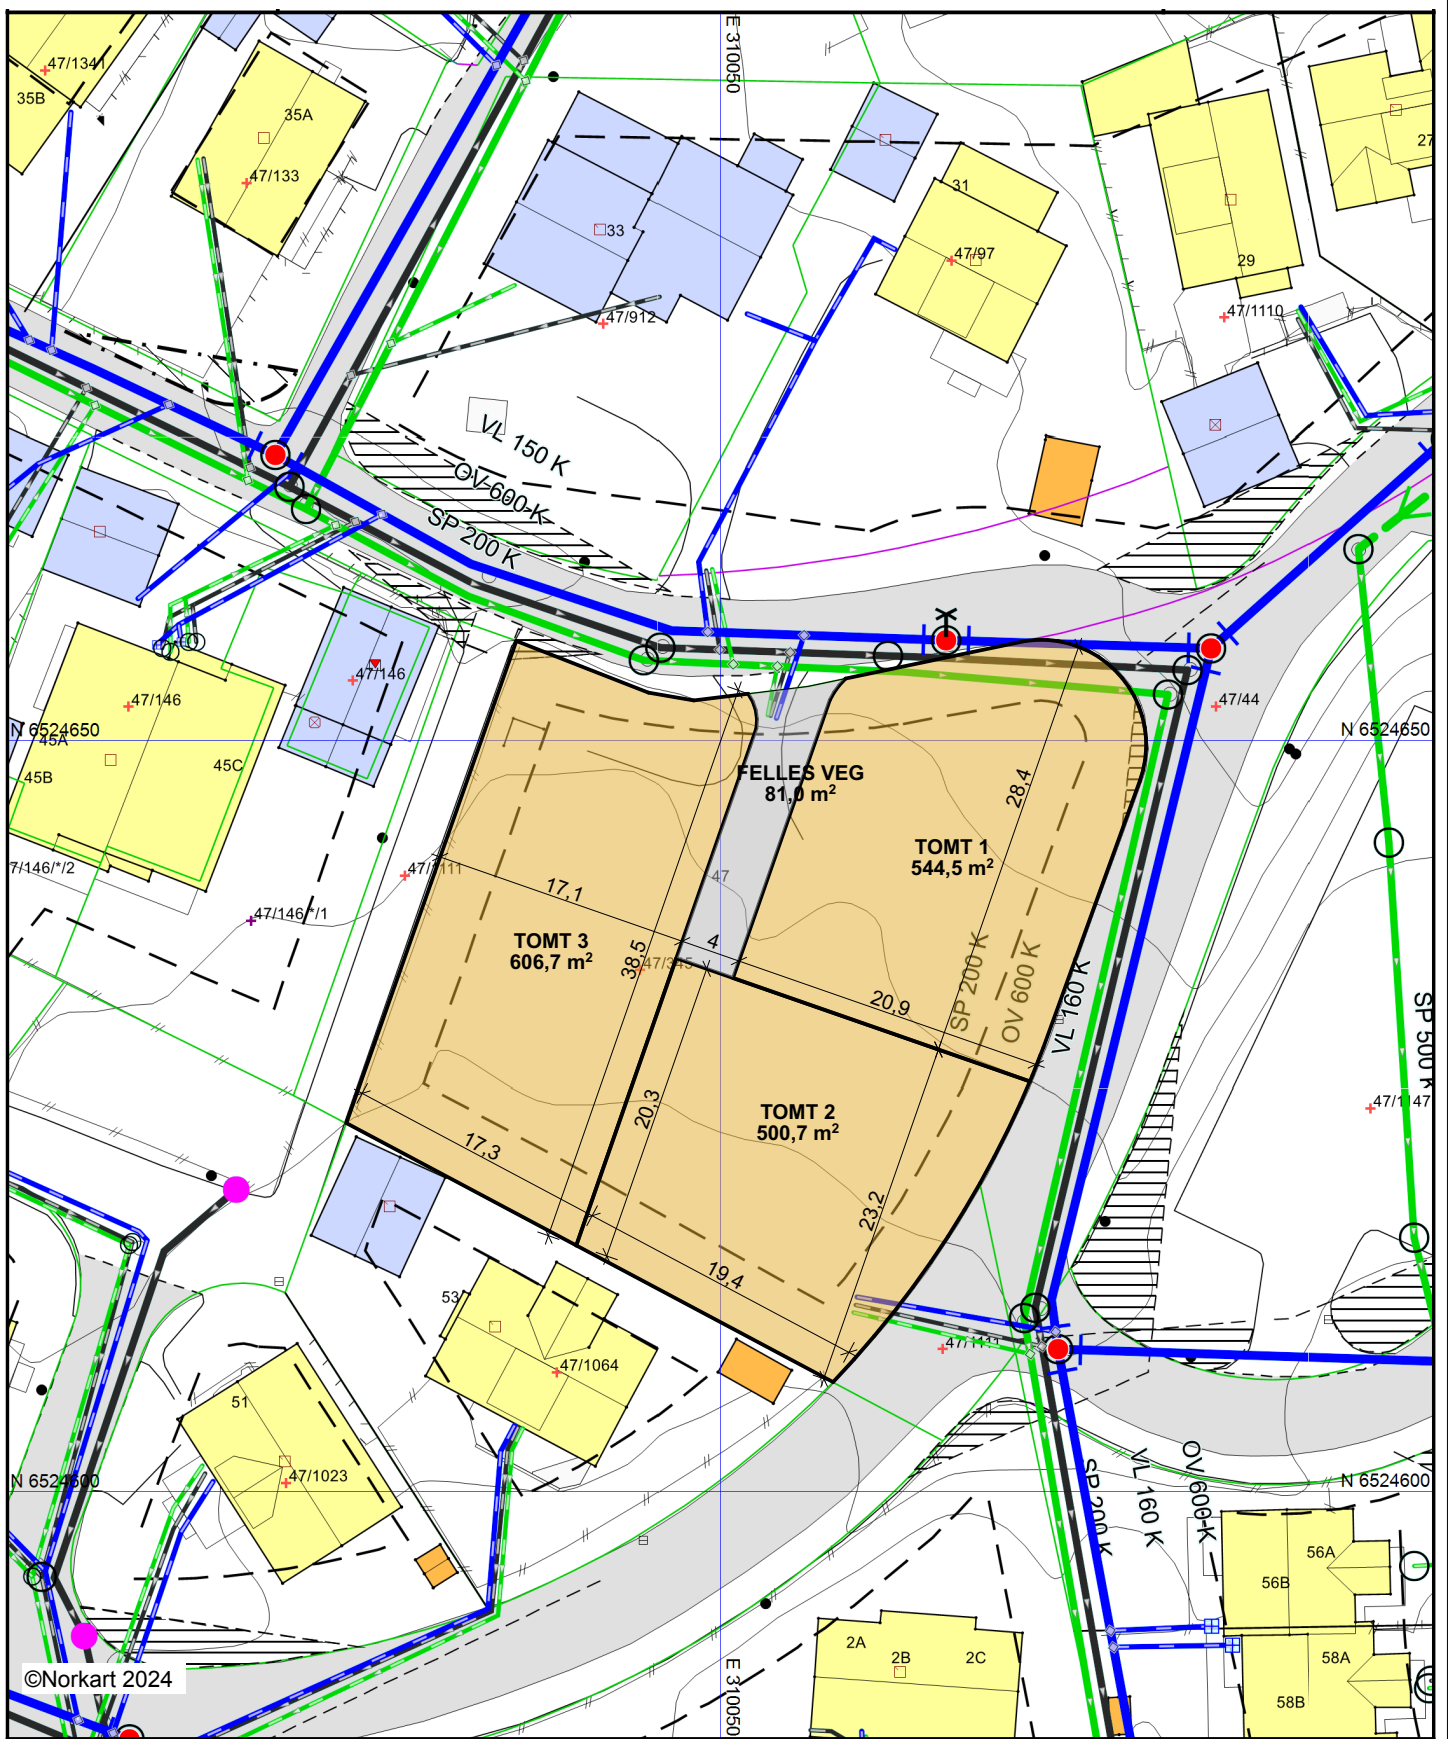 E 310050
47/1341
35B
35A
47/133
33
47/912
31
47/97
29
27
47/1110
VL 150 K
OV 600 K
SP 200 K
47/146
47/146
47/44
N 6524650
N 6524650
45A
45B
45C
FELLES VEG
81,0 m²
28,4
TOMT 1
544,5 m²
7/146/*/2
47/1111
47/146/*/1
17,1
47
TOMT 3
606,7 m²
38,5
4
47/345
20,9
SP 200 K
OV 600 K
VL 160 K
SP 500 K
47/1147
20,3
TOMT 2
500,7 m²
17,3
23,2
19,4
53
47/1064
47/1111
51
47/1023
N 6524600
N 6524600
SP 200 K
VL 160 K
OV 600 K
56A
56B
2A
2B
2C
58A
58B
E 310050
©Norkart 2024